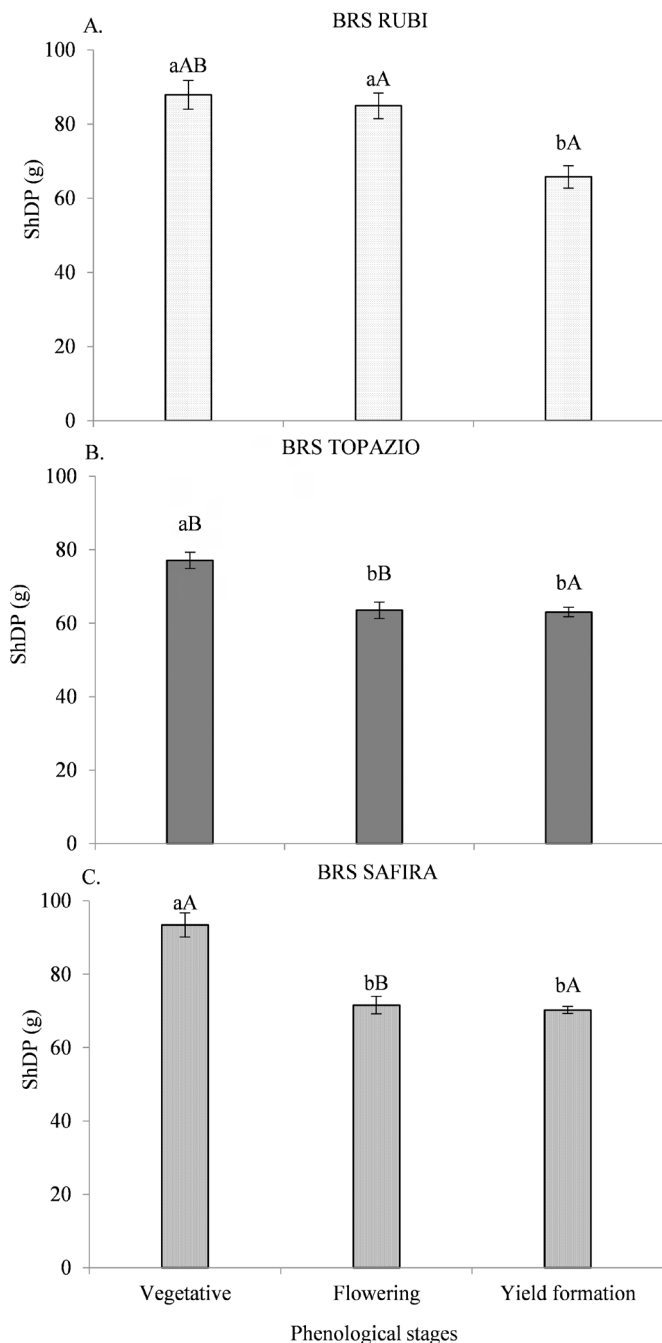 A.
BRS RUBI
100
80
60
40
20
0
ShDP (g)
aAB
aA
bA
B.
BRS TOPAZIO
100
80
60
40
20
0
ShDP (g)
aB
bB
bA
C.
BRS SAFIRA
100
80
60
40
20
0
ShDP (g)
aA
bB
bA
Vegetative
Flowering
Yield formation
Phenological stages